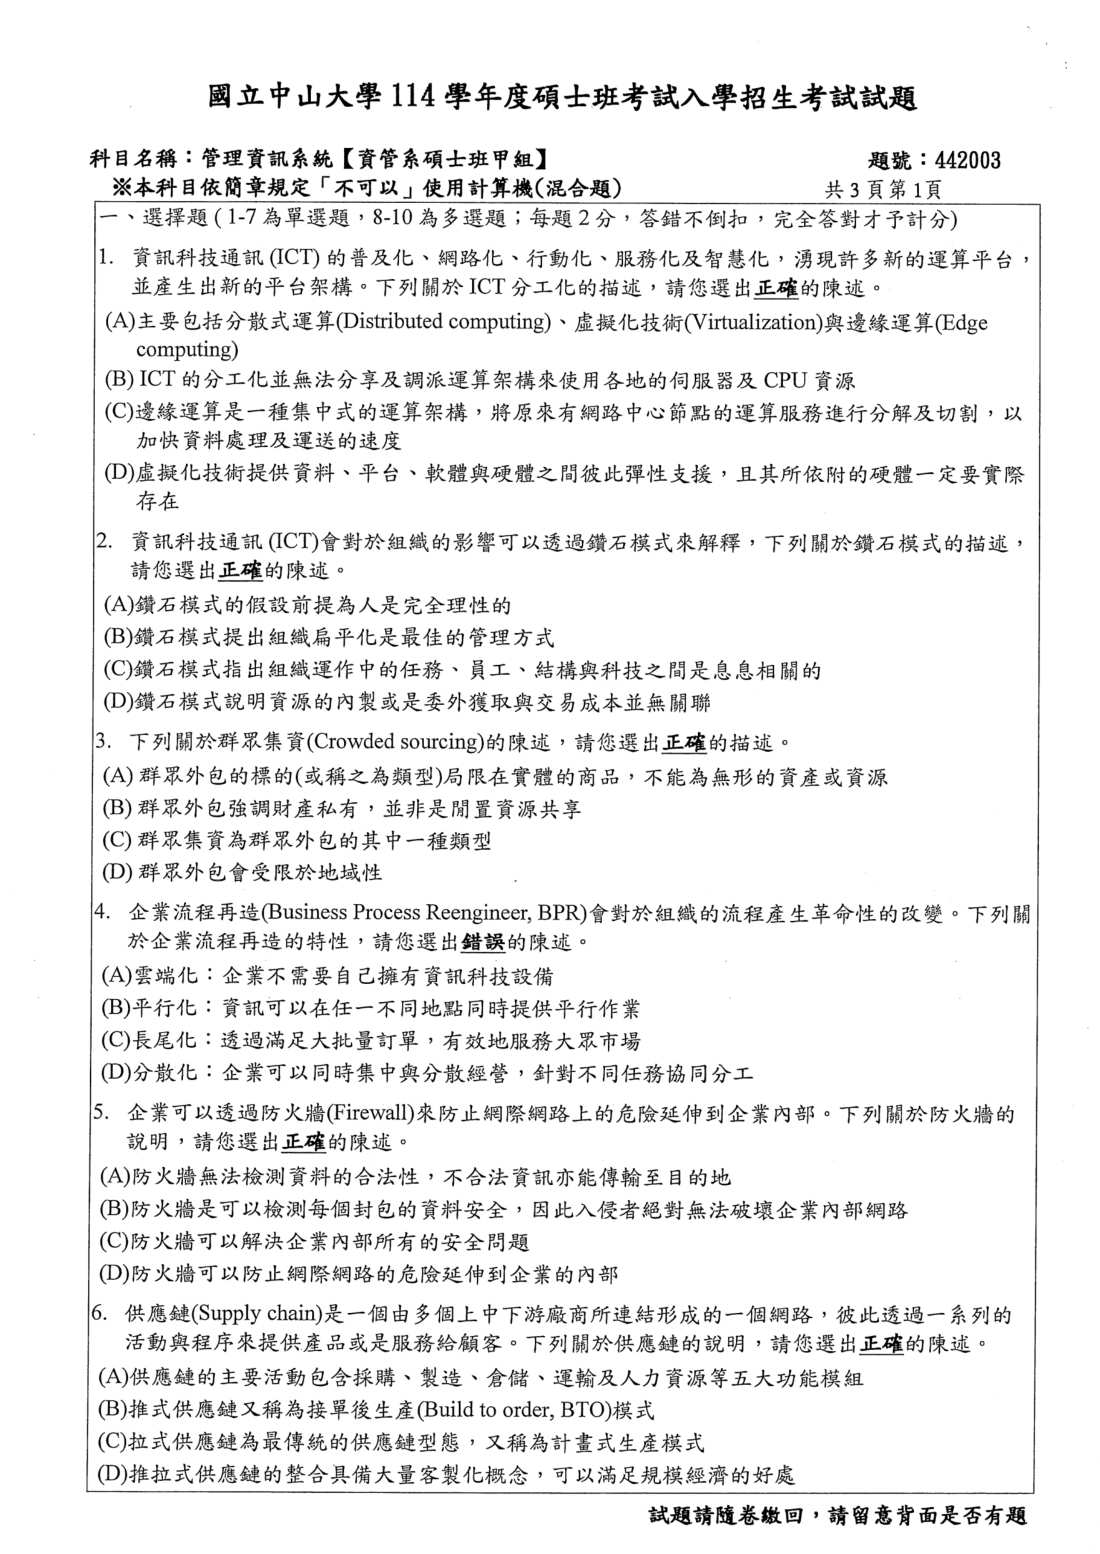 國立中山大學 114 學年度碩士班考試入學招生考試試題
科目名稱：管理資訊系統【資管系碩士班甲組】
題號：442003
※本科目依簡章規定「不可以」使用計算機(混合題)
共 3 頁第 1頁
一、選擇題 ( 1-7 為單選題，8-10 為多選題；每題 2 分，答錯不倒扣，完全答對才予計分)
1. 資訊科技通訊 (ICT) 的普及化、網路化、行動化、服務化及智慧化，湧現許多新的運算平台，
並產生出新的平台架構。下列關於 ICT 分工化的描述，請您選出正確的陳述。
(A)主要包括分散式運算(Distributed computing)、虛擬化技術(Virtualization)與邊緣運算(Edge
computing)
(B) ICT 的分工化並無法分享及調派運算架構來使用各地的伺服器及 CPU 資源
(C)邊緣運算是一種集中式的運算架構，將原來有網路中心節點的運算服務進行分解及切割，以
加快資料處理及運送的速度
(D)虛擬化技術提供資料、平台、軟體與硬體之間彼此彈性支援，且其所依附的硬體一定要實際
存在
2. 資訊科技通訊 (ICT)會對於組織的影響可以透過鑽石模式來解釋，下列關於鑽石模式的描述，
請您選出正確的陳述。
(A)鑽石模式的假設前提為人是完全理性的
(B)鑽石模式提出組織扁平化是最佳的管理方式
(C)鑽石模式指出組織運作中的任務、員工、結構與科技之間是息息相關的
(D)鑽石模式說明資源的內製或是委外獲取與交易成本並無關聯
3. 下列關於群眾集資(Crowded sourcing)的陳述，請您選出正確的描述。
(A) 群眾外包的標的(或稱之為類型)局限在實體的商品，不能為無形的資產或資源
(B) 群眾外包強調財產私有，並非是閒置資源共享
(C) 群眾集資為群眾外包的其中一種類型
(D) 群眾外包會受限於地域性
4. 企業流程再造(Business Process Reengineer, BPR)會對於組織的流程產生革命性的改變。下列關
於企業流程再造的特性，請您選出錯誤的陳述。
(A)雲端化：企業不需要自己擁有資訊科技設備
(B)平行化：資訊可以在任一不同地點同時提供平行作業
(C)長尾化：透過滿足大批量訂單，有效地服務大眾市場
(D)分散化：企業可以同時集中與分散經營，針對不同任務協同分工
5. 企業可以透過防火牆(Firewall)來防止網際網路上的危險延伸到企業內部。下列關於防火牆的
說明，請您選出正確的陳述。
(A)防火牆無法檢測資料的合法性，不合法資訊亦能傳輸至目的地
(B)防火牆是可以檢測每個封包的資料安全，因此入侵者絕對無法破壞企業內部網路
(C)防火牆可以解決企業內部所有的安全問題
(D)防火牆可以防止網際網路的危險延伸到企業的內部
6. 供應鏈(Supply chain)是一個由多個上中下游廠商所連結形成的一個網路，彼此透過一系列的
活動與程序來提供產品或是服務給顧客。下列關於供應鏈的說明，請您選出正確的陳述。
(A)供應鏈的主要活動包含採購、製造、倉儲、運輸及人力資源等五大功能模組
(B)推式供應鏈又稱為接單後生產(Build to order, BTO)模式
(C)拉式供應鏈為最傳統的供應鏈型態，又稱為計畫式生產模式
(D)推拉式供應鏈的整合具備大量客製化概念，可以滿足規模經濟的好處
試題請隨卷繳回，請留意背面是否有題